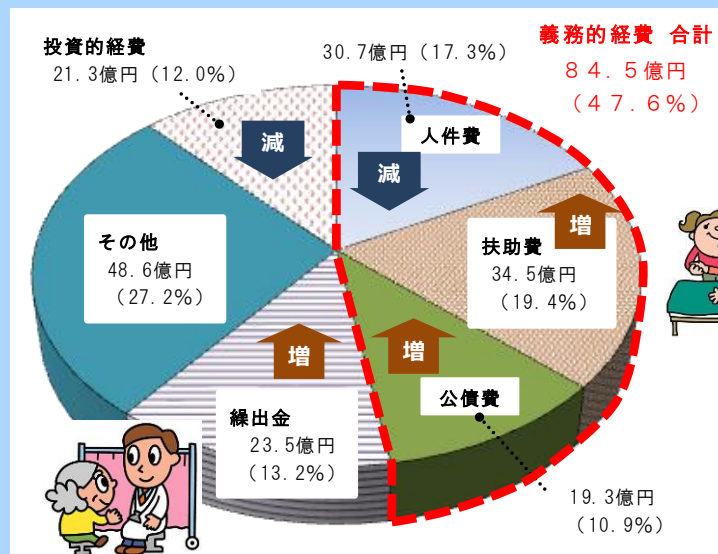 義務的経費 合計
84.5億円
(47.6%)
投資的経費
21.3億円(12.0%)
30.7億円(17.3%)
人件費
減
減
増
扶助費
34.5億円
(19.4%)
その他
48.6億円
(27.2%)
増
増
公債費
繰出金
23.5億円
(13.2%)
19.3億円
(10.9%)